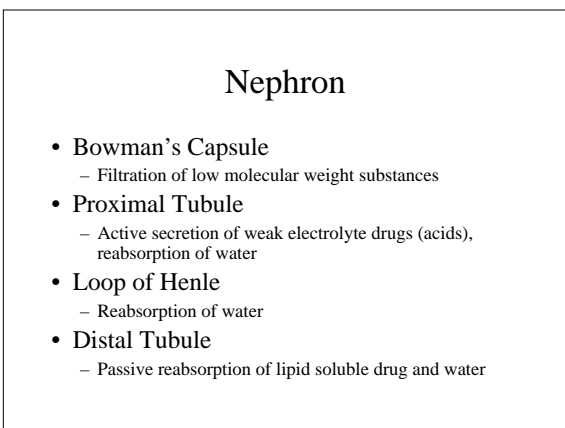 Nephron
• Bowman's Capsule
– Filtration of low molecular weight substances
• Proximal Tubule
– Active secretion of weak electrolyte drugs (acids),
reabsorption of water
• Loop of Henle
– Reabsorption of water
• Distal Tubule
– Passive reabsorption of lipid soluble drug and water